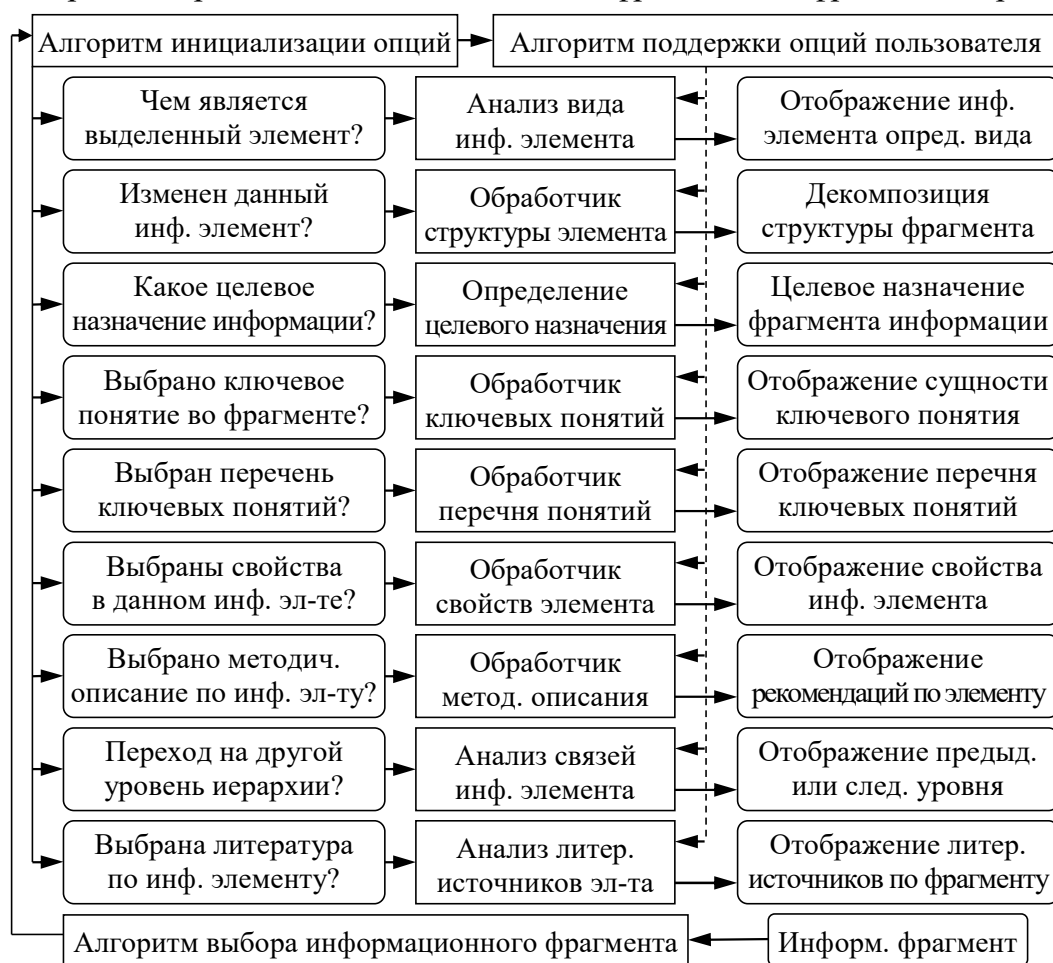 Алгоритм инициализации опций
Алгоритм поддержки опций пользователя
Чем является
выделенный элемент?
Анализ вида
инф. элемента
Отображение инф.
элемента опред. вида
Изменен данный
инф. элемент?
Обработчик
структуры элемента
Декомпозиция
структуры фрагмента
Какое целевое
назначение информации?
Определение
целевого назначения
Целевое назначение
фрагмента информации
Выбрано ключевое
понятие во фрагменте?
Обработчик
ключевых понятий
Отображение сущности
ключевого понятия
Выбран перечень
ключевых понятий?
Обработчик
перечня понятий
Отображение перечня
ключевых понятий
Выбраны свойства
в данном инф. эл-те?
Обработчик
свойств элемента
Отображение свойства
инф. элемента
Выбрано методич.
описание по инф. эл-ту?
Обработчик
метод. описания
Отображение
рекомендаций по элементу
Переход на другой
уровень иерархии?
Анализ связей
инф. элемента
Отображение предыд.
или след. уровня
Выбрана литература
по инф. элементу?
Анализ литер.
источников эл-та
Отображение литер.
источников по фрагменту
Алгоритм выбора информационного фрагмента
Информ. фрагмент